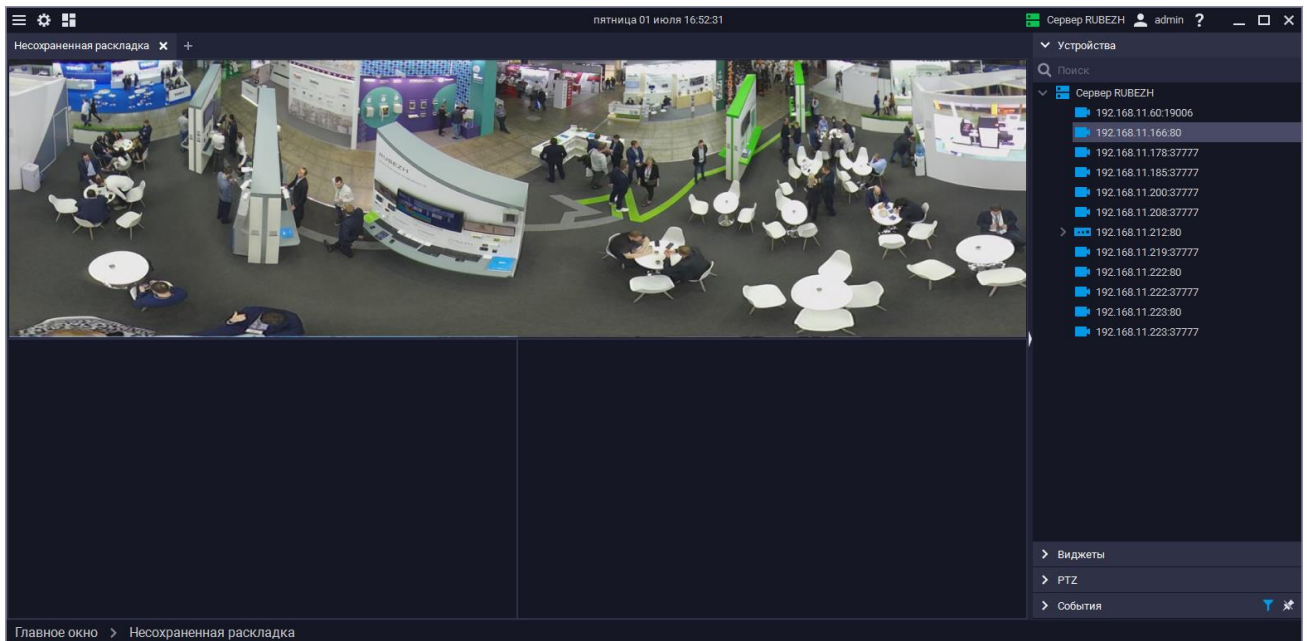 пятница 01 июля 16:52:31
Сервер RUBEZH admin ?
Несохраненная раскладка
Устройства
Поиск
Сервер RUBEZH
192.168.11.60:19006
192.168.11.166:80
192.168.11.178:37777
192.168.11.185:37777
192.168.11.200:37777
192.168.11.208:37777
192.168.11.212:80
192.168.11.219:37777
192.168.11.222:80
192.168.11.222:37777
192.168.11.223:80
192.168.11.223:37777
RUBEZH
Виджеты
PTZ
События
Главное окно > Несохраненная раскладка